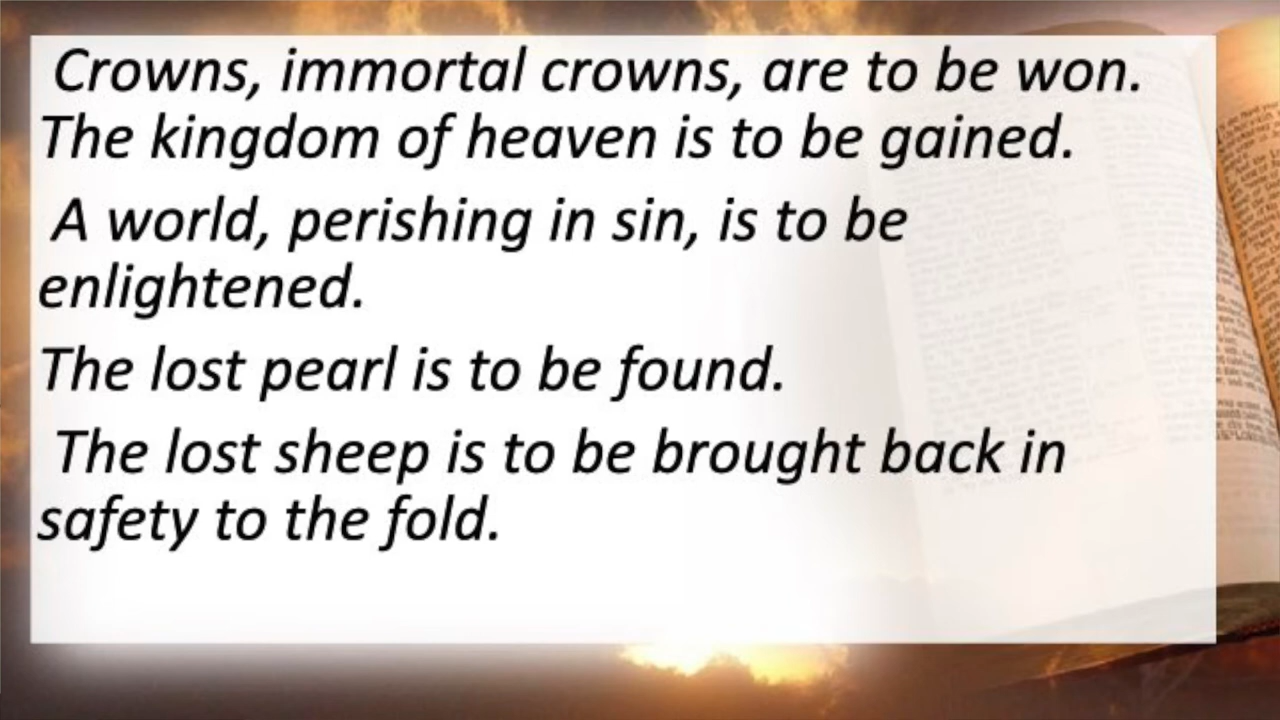 Crowns, immortal crowns, are to be won.
The kingdom of heaven is to be gained.
A world, perishing in sin, is to be
enlightened.
The lost pearl is to be found.
The lost sheep is to be brought back in
safety to the fold.